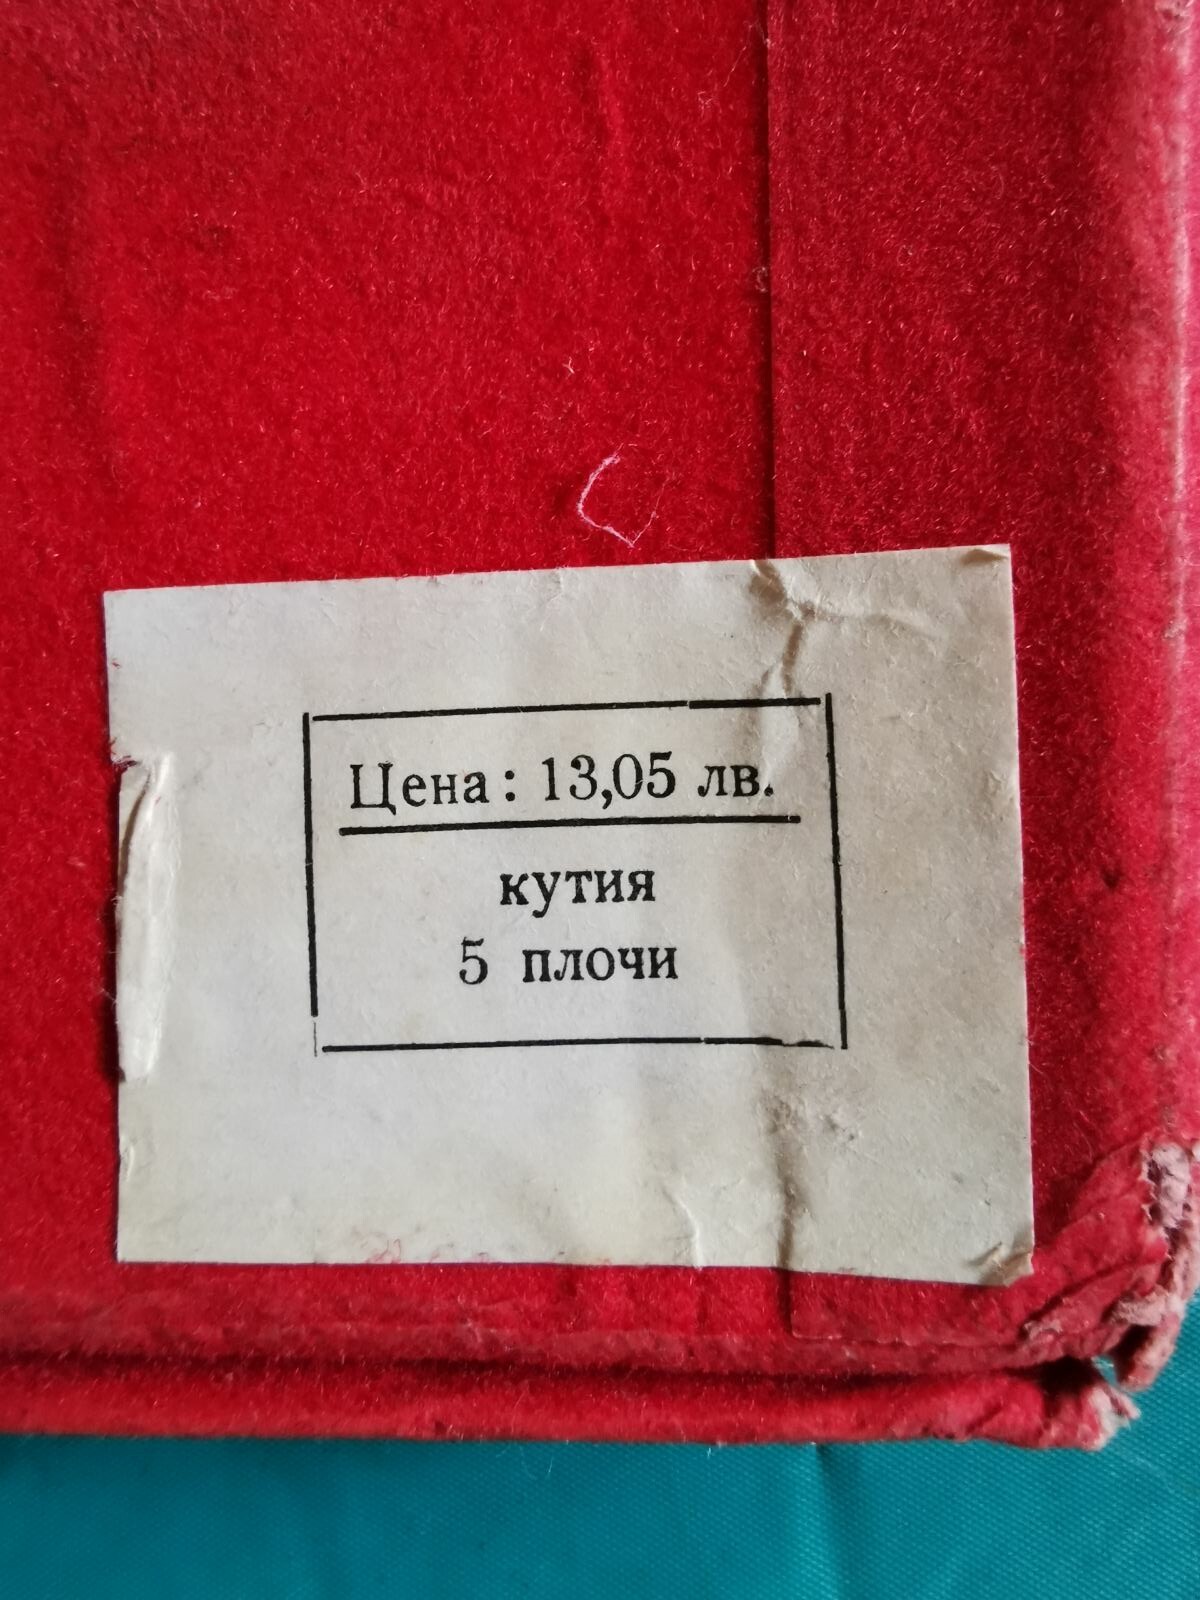 Цена: 13,05 лв.
кутия
5 плочи